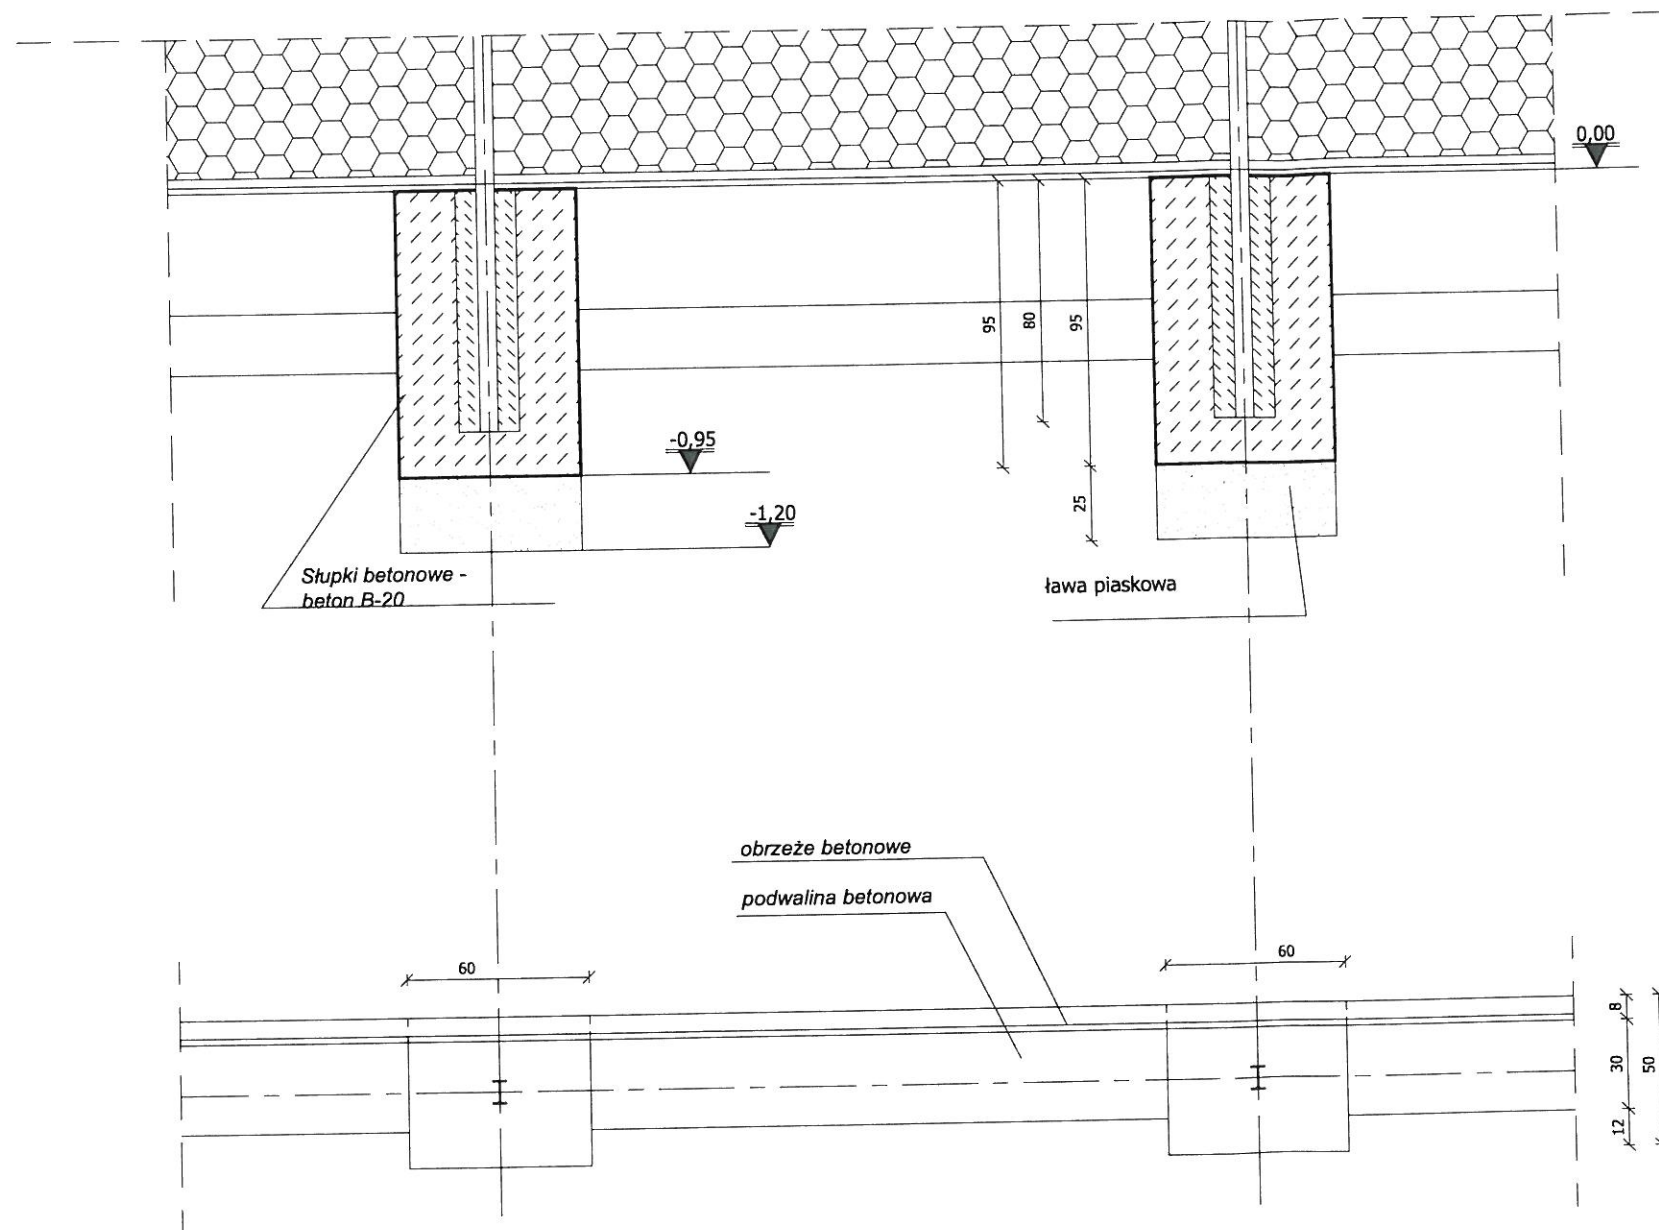 0,00
95
80
95
-0,95
25
-1,20
Słupki betonowe -
beton B-20
ława piaskowa
obrzeże betonowe
podwalina betonowa
60
60
8
30
50
12